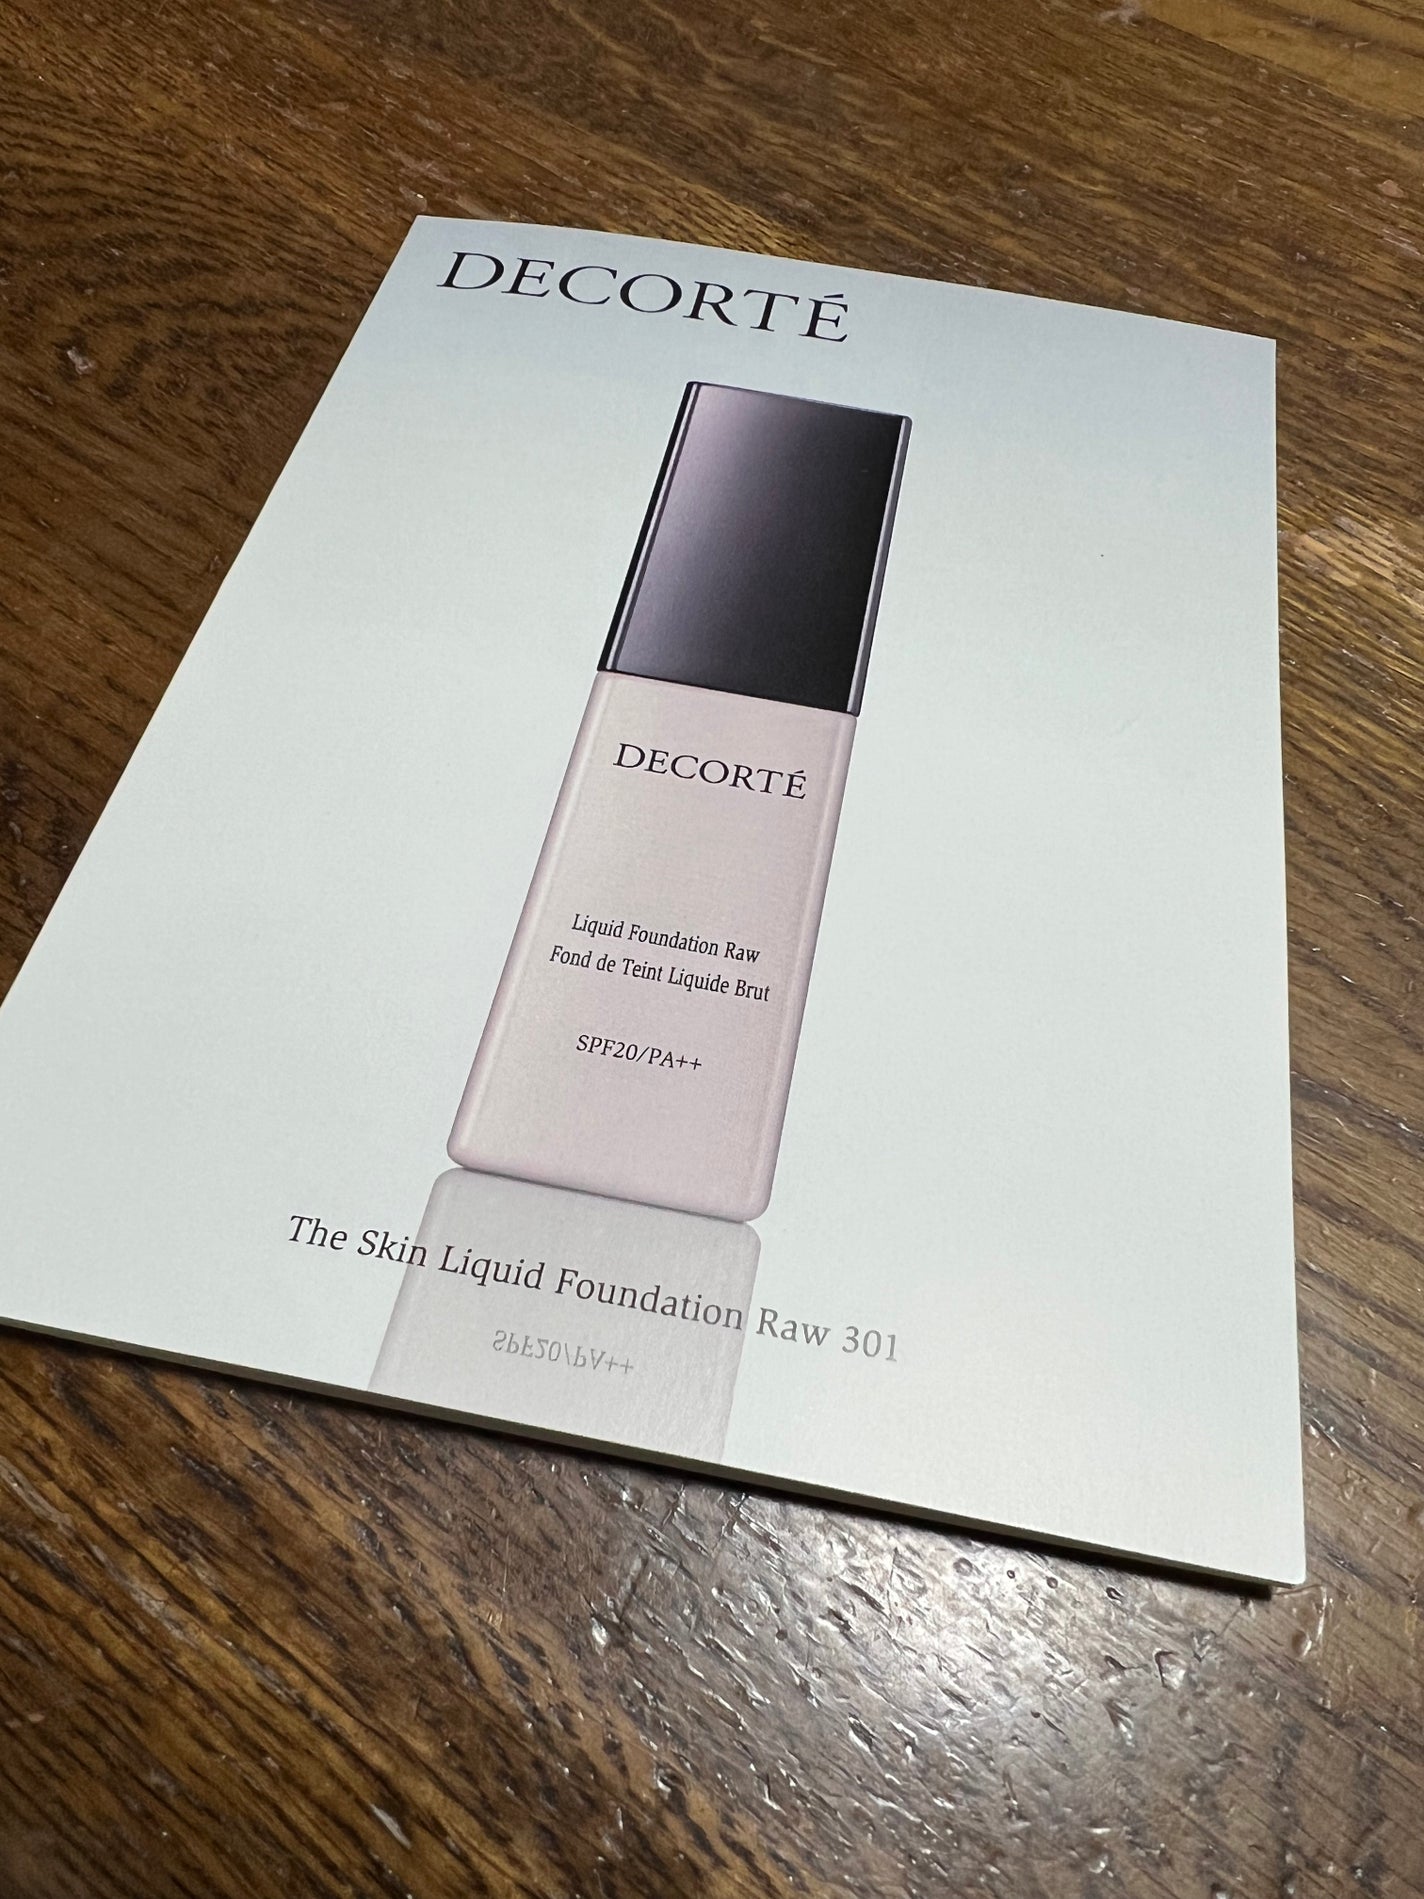 DECORTÉ
DECORTÉ
Liquid Foundation Raw
Fond de Teint Liquide Brut
SPF20/PA++
The Skin Liquid Foundation Raw 301
SPF20/PA++